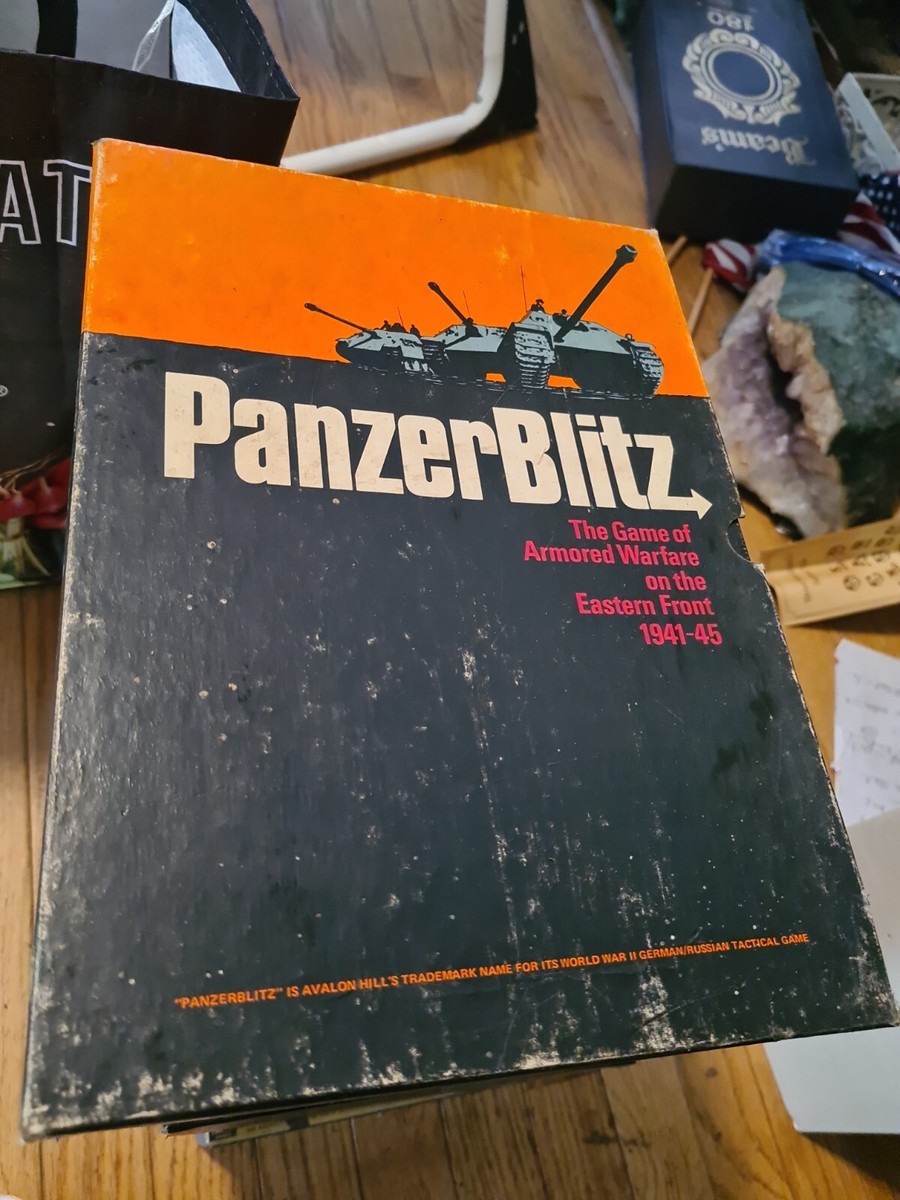 AT
®
180
Beam's
PanzerBlitz
The Game of
Armored Warfare
on the
Eastern Front
1941-45
"PANZERBLITZ" IS AVALON HILL'S TRADEMARK NAME FOR ITS WORLD WAR II GERMAN/RUSSIAN TACTICAL GAME